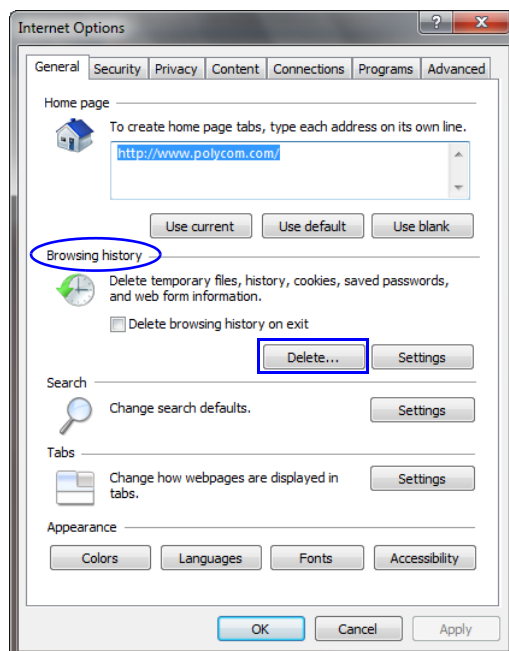 Internet Options
General Security Privacy Content Connections Programs Advanced
Home page
To create home page tabs, type each address on its own line.
http://www.polycom.com/
Use current Use default Use blank
Browsing history
Delete temporary files, history, cookies, saved passwords,
and web form information.
Delete browsing history on exit
Delete... Settings
Search
Change search defaults.
Settings
Tabs
Change how webpages are displayed in
tabs.
Settings
Appearance
Colors Languages Fonts Accessibility
OK Cancel Apply